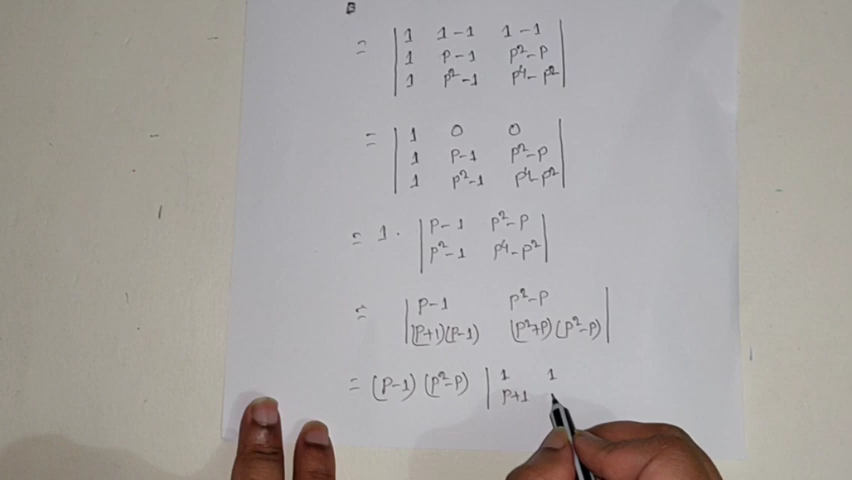 = | 1 1-1 1-1 |
| 1 P-1 P²-P |
| 1 P²-1 P⁴-P² |
= | 1 0 0 |
| 1 P-1 P²-P |
| 1 P²-1 P⁴-P² |
= 1. | P-1 P²-P |
| P²-1 P⁴-P² |
= | P-1 P²-P |
| (P+1)(P-1) (P²+P)(P²-P) |
= (P-1)(P²-P) | 1 1
| P+1